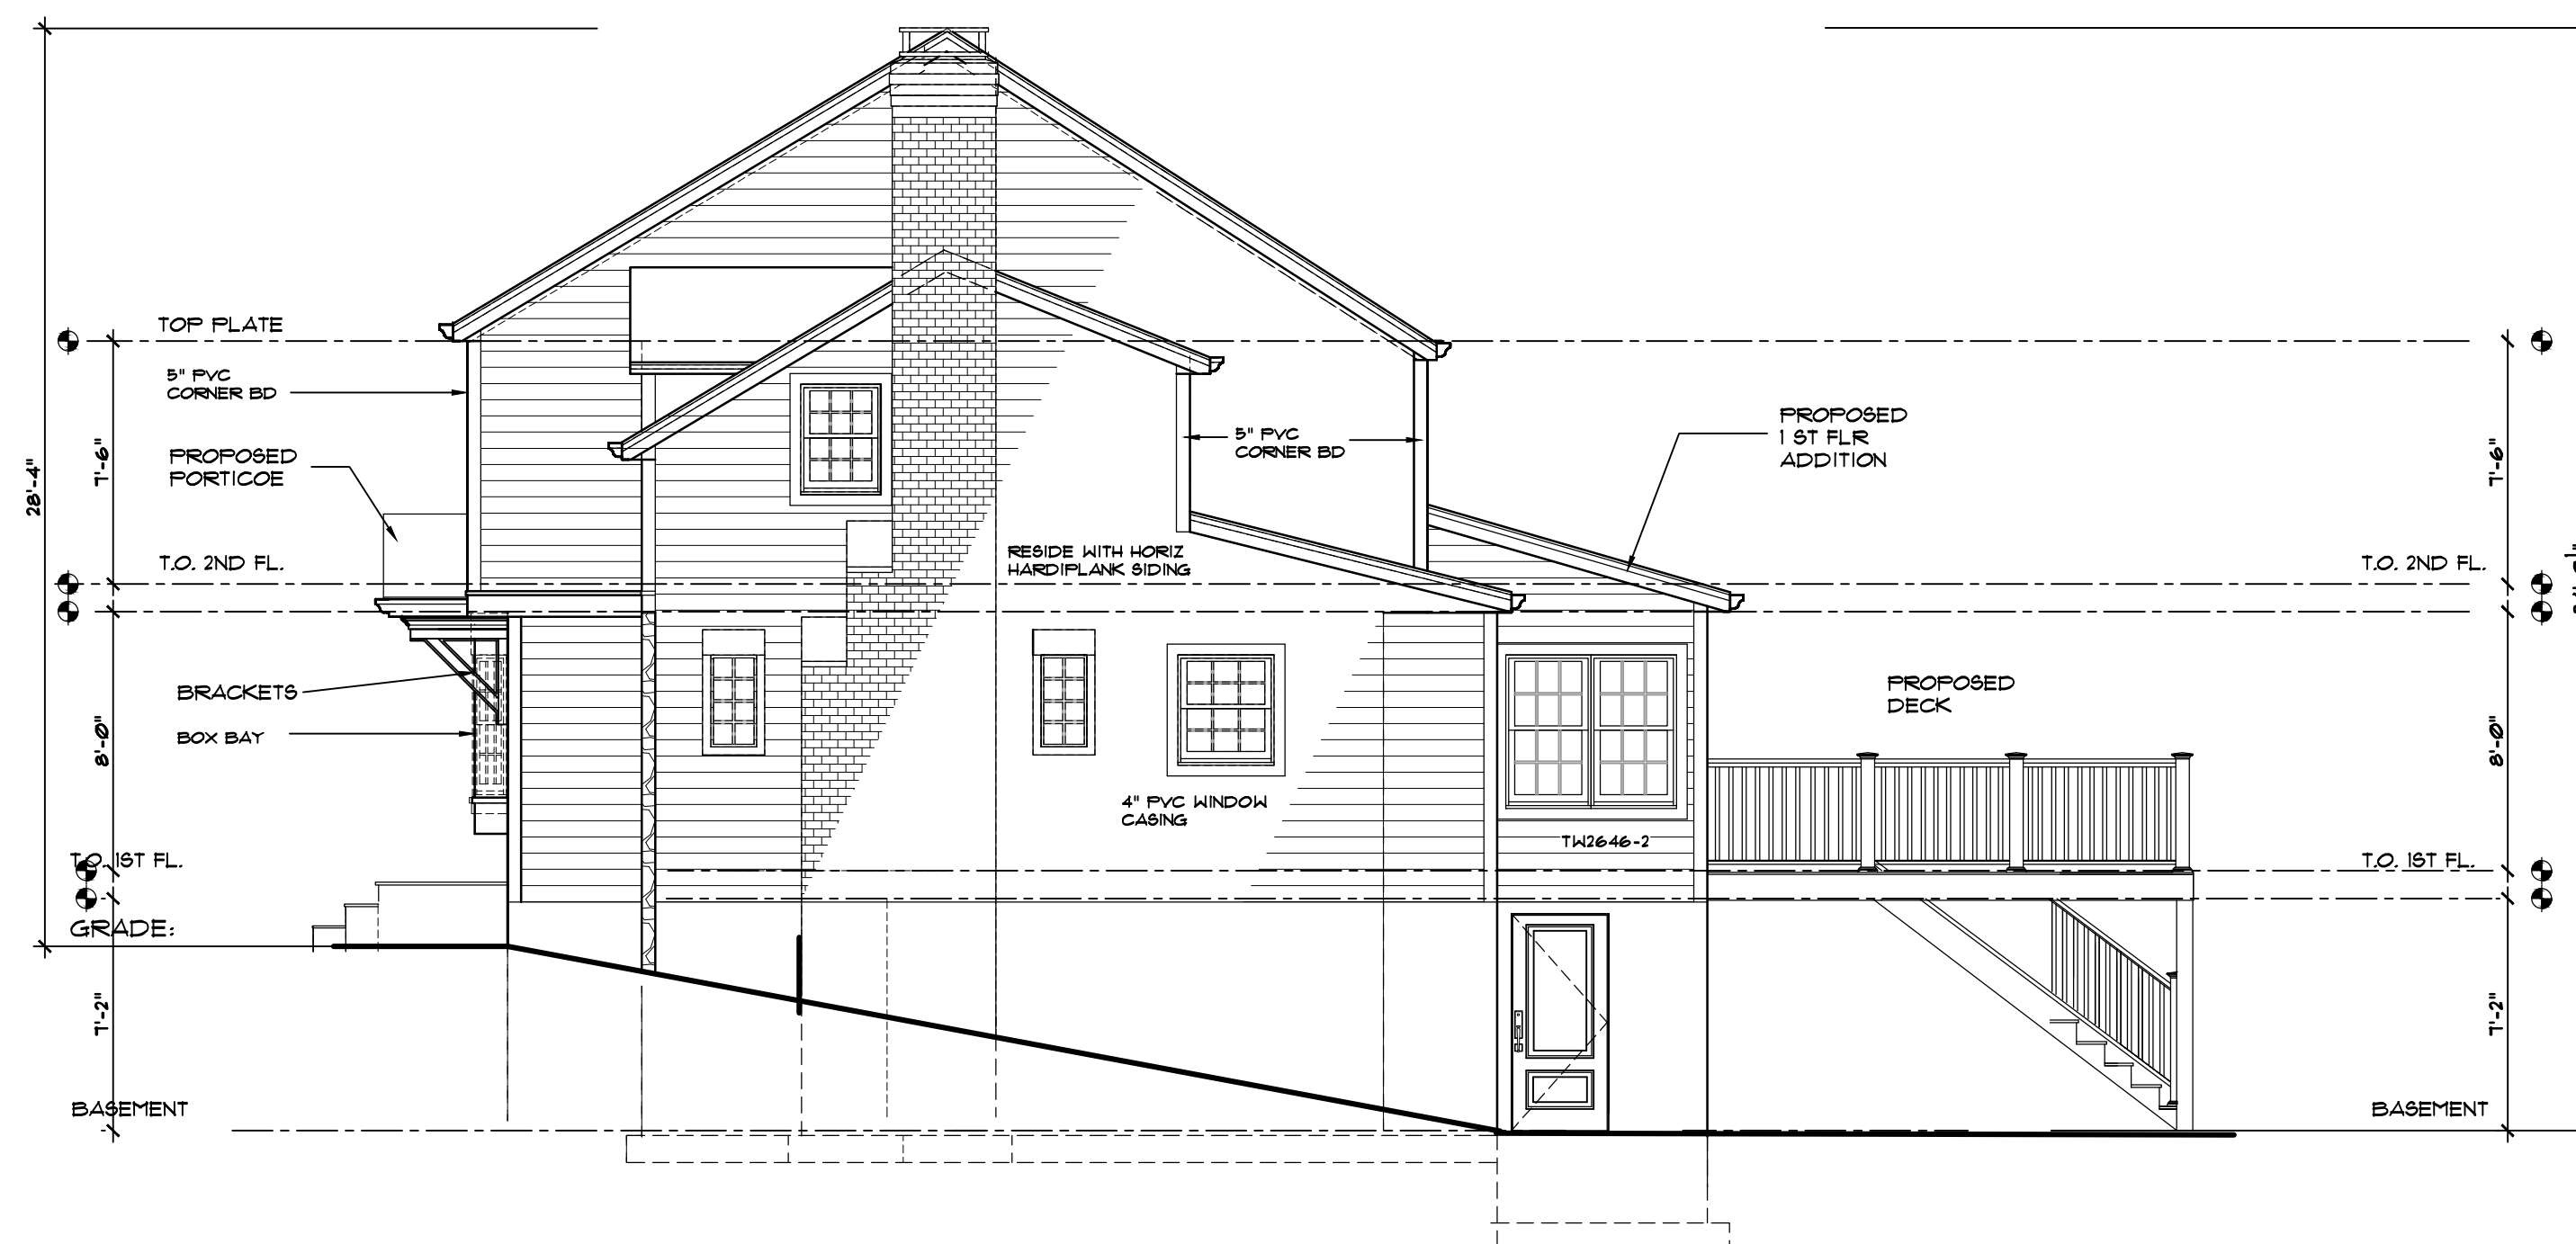 TOP PLATE
5" PVC
CORNER BD
PROPOSED
PORTICOE
28'-4"
7'-6"
T.O. 2ND FL.
BRACKETS
BOX BAY
8'-0"
T.O. 1ST FL.
GRADE:
7'-2"
BASEMENT
5" PVC
CORNER BD
RESIDE WITH HORIZ
HARDIPLANK SIDING
4" PVC WINDOW
CASING
TW2646-2
PROPOSED
1 ST FLR
ADDITION
PROPOSED
DECK
7'-6"
T.O. 2ND FL.
8'-0"
T.O. 1ST FL.
7'-2"
BASEMENT